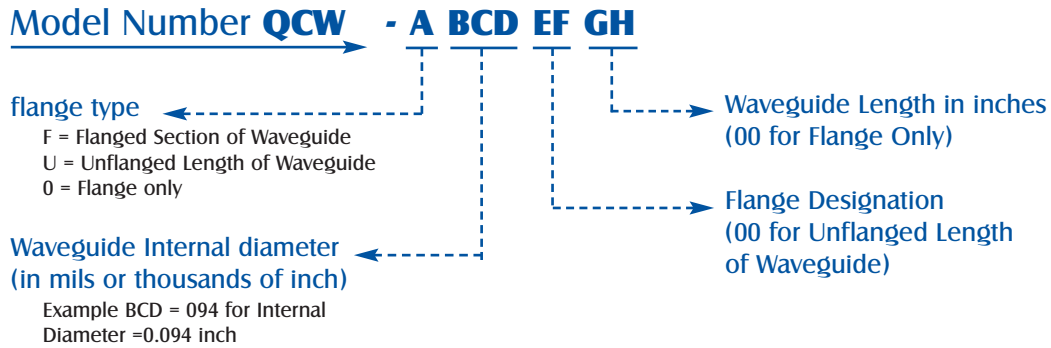 Model Number QCW - A BCD EF GH
flange type
F = Flanged Section of Waveguide
U = Unflanged Length of Waveguide
0 = Flange only
Waveguide Internal diameter
(in mils or thousands of inch)
Example BCD = 094 for Internal
Diameter =0.094 inch
Waveguide Length in inches
(00 for Flange Only)
Flange Designation
(00 for Unflanged Length
of Waveguide)